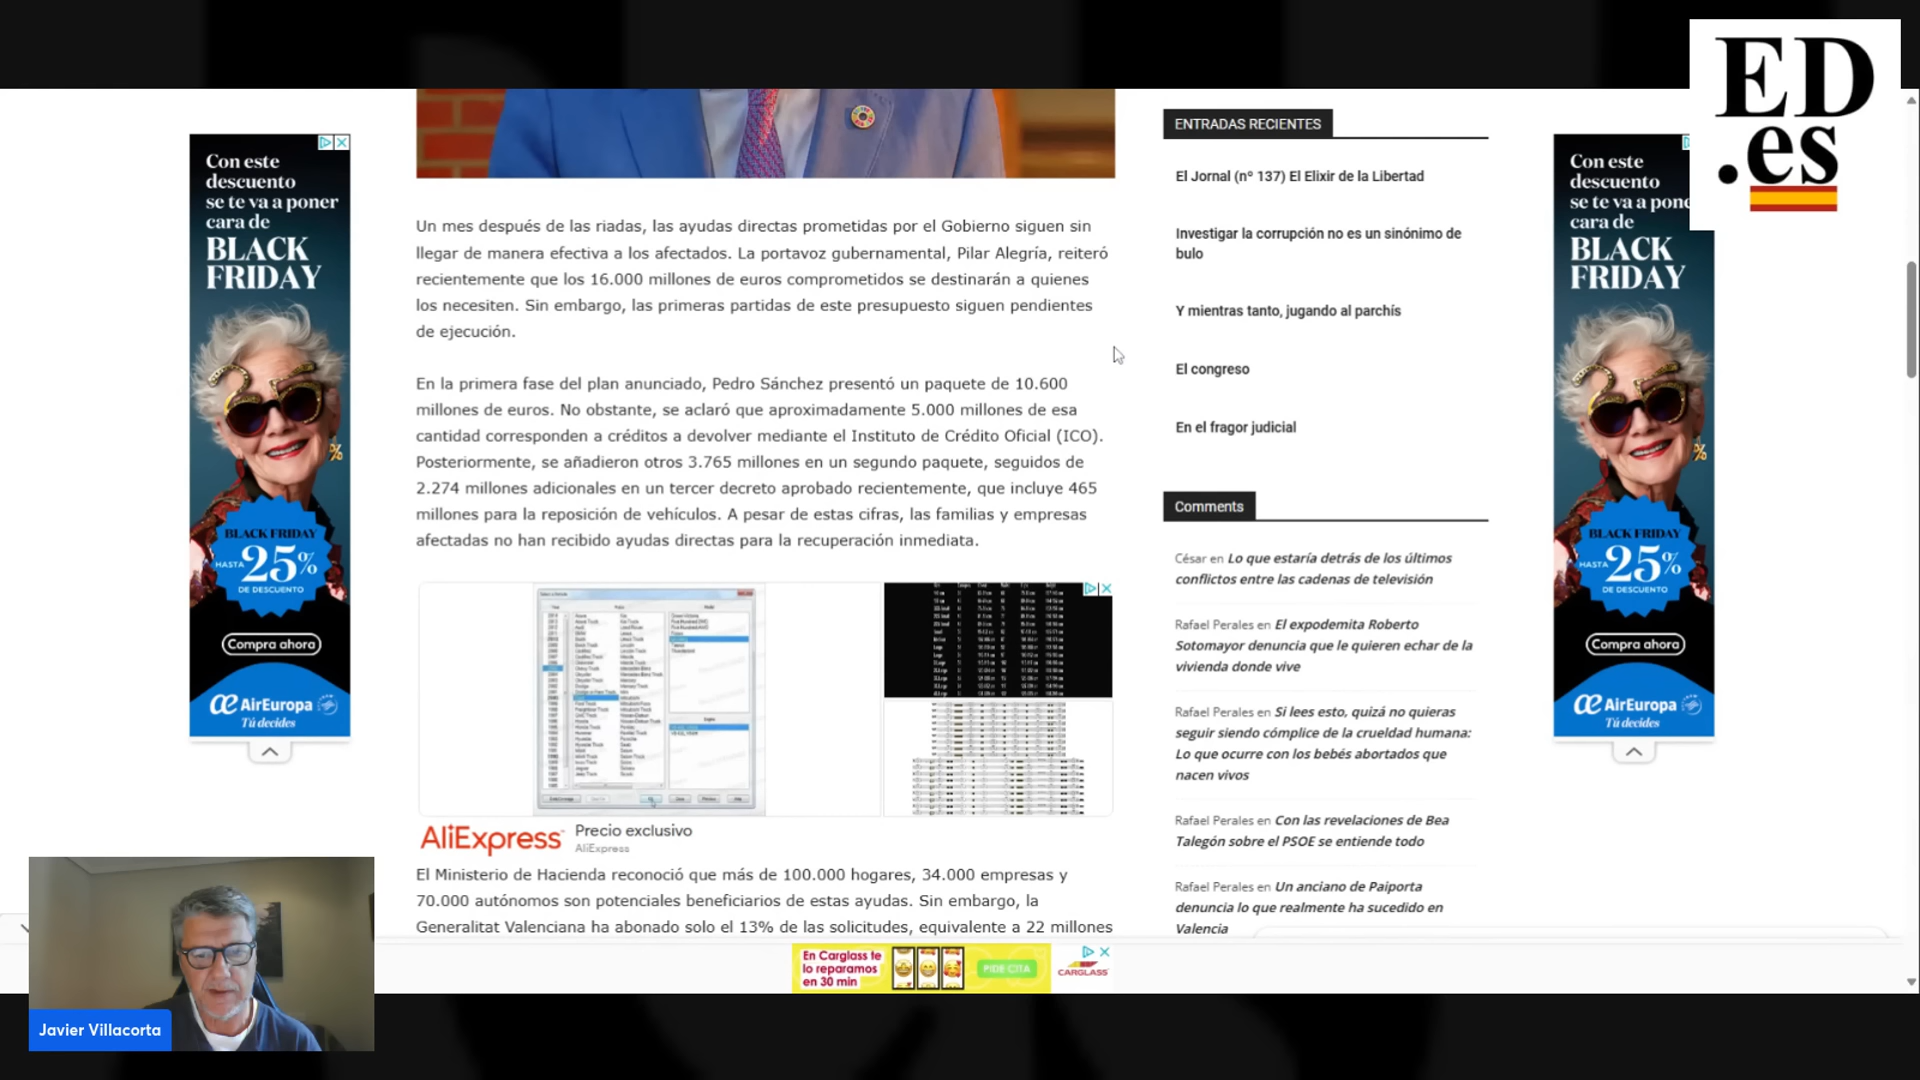 ED
.es
Con este
descuento
se te va a poner
cara de
BLACK
FRIDAY
%
BLACK FRIDAY
HASTA 25%
DE DESCUENTO
Compra ahora
AirEuropa
Tú decides
Un mes después de las riadas, las ayudas directas prometidas por el Gobierno siguen sin
llegar de manera efectiva a los afectados. La portavoz gubernamental, Pilar Alegría, reiteró
recientemente que los 16.000 millones de euros comprometidos se destinarán a quienes
los necesiten. Sin embargo, las primeras partidas de este presupuesto siguen pendientes
de ejecución.
En la primera fase del plan anunciado, Pedro Sánchez presentó un paquete de 10.600
millones de euros. No obstante, se aclaró que aproximadamente 5.000 millones de esa
cantidad corresponden a créditos a devolver mediante el Instituto de Crédito Oficial (ICO).
Posteriormente, se añadieron otros 3.765 millones en un segundo paquete, seguidos de
2.274 millones adicionales en un tercer decreto aprobado recientemente, que incluye 465
millones para la reposición de vehículos. A pesar de estas cifras, las familias y empresas
afectadas no han recibido ayudas directas para la recuperación inmediata.
AliExpress
Precio exclusivo
AliExpress
El Ministerio de Hacienda reconoció que más de 100.000 hogares, 34.000 empresas y
70.000 autónomos son potenciales beneficiarios de estas ayudas. Sin embargo, la
Generalitat Valenciana ha abonado solo el 13% de las solicitudes, equivalente a 22 millones
ENTRADAS RECIENTES
El Jornal (nº 137) El Elixir de la Libertad
Investigar la corrupción no es un sinónimo de
bulo
Y mientras tanto, jugando al parchís
El congreso
En el fragor judicial
Comments
César en Lo que estaría detrás de los últimos
conflictos entre las cadenas de televisión
Rafael Perales en El expodemita Roberto
Sotomayor denuncia que le quieren echar de la
vivienda donde vive
Rafael Perales en Si lees esto, quizá no quieras
seguir siendo cómplice de la crueldad humana:
Lo que ocurre con los bebés abortados que
nacen vivos
Rafael Perales en Con las revelaciones de Bea
Talegón sobre el PSOE se entiende todo
Rafael Perales en Un anciano de Paiporta
denuncia lo que realmente ha sucedido en
Valencia
Con este
descuento
se te va a pone
cara de
BLACK
FRIDAY
%
BLACK FRIDAY
HASTA 25%
DE DESCUENTO
Compra ahora
AirEuropa
Tú decides
En Carglass te
lo reparamos
en 30 min
PIDE CITA
CARGLASS
Javier Villacorta